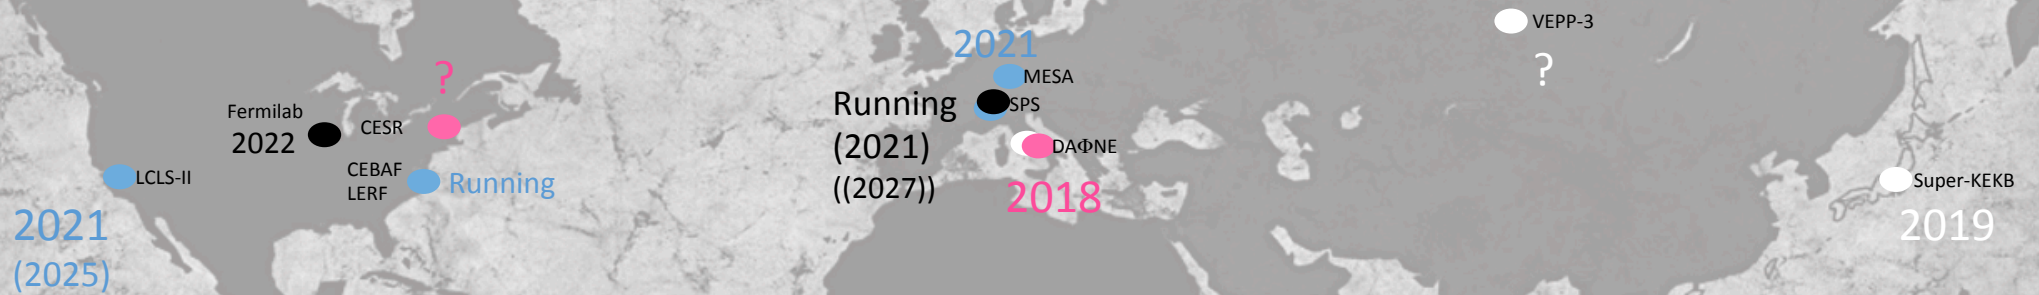 VEPP-3
?
2021
MESA
?
Fermilab
2022
CESR
Running
(2021)
((2027))
SPS
DAΦNE
2018
CEBAF
LERF
Running
LCLS-II
2021
(2025)
Super-KEKB
2019